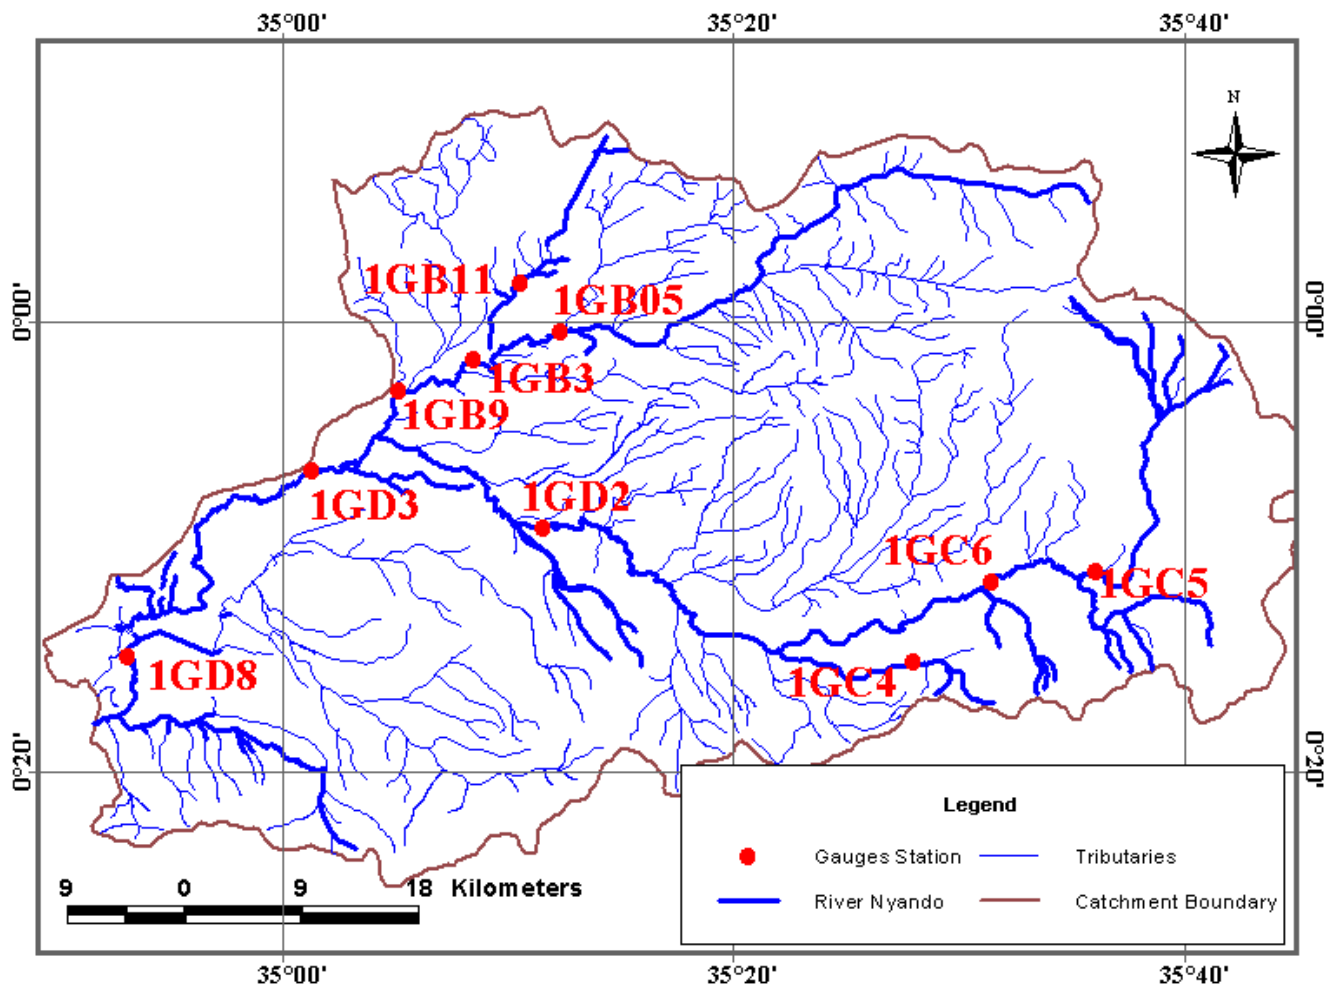 35°00' 35°20' 35°40'
N
1GB11
1GB05
0°00' 0°00'
1GB3
1GB9
1GD3
1GD2
1GC6
1GC5
1GD8
1GC4
0°20' 0°20'
Legend
Gauges Station Tributaries
River Nyando Catchment Boundary
9 0 9 18 Kilometers
35°00' 35°20' 35°40'